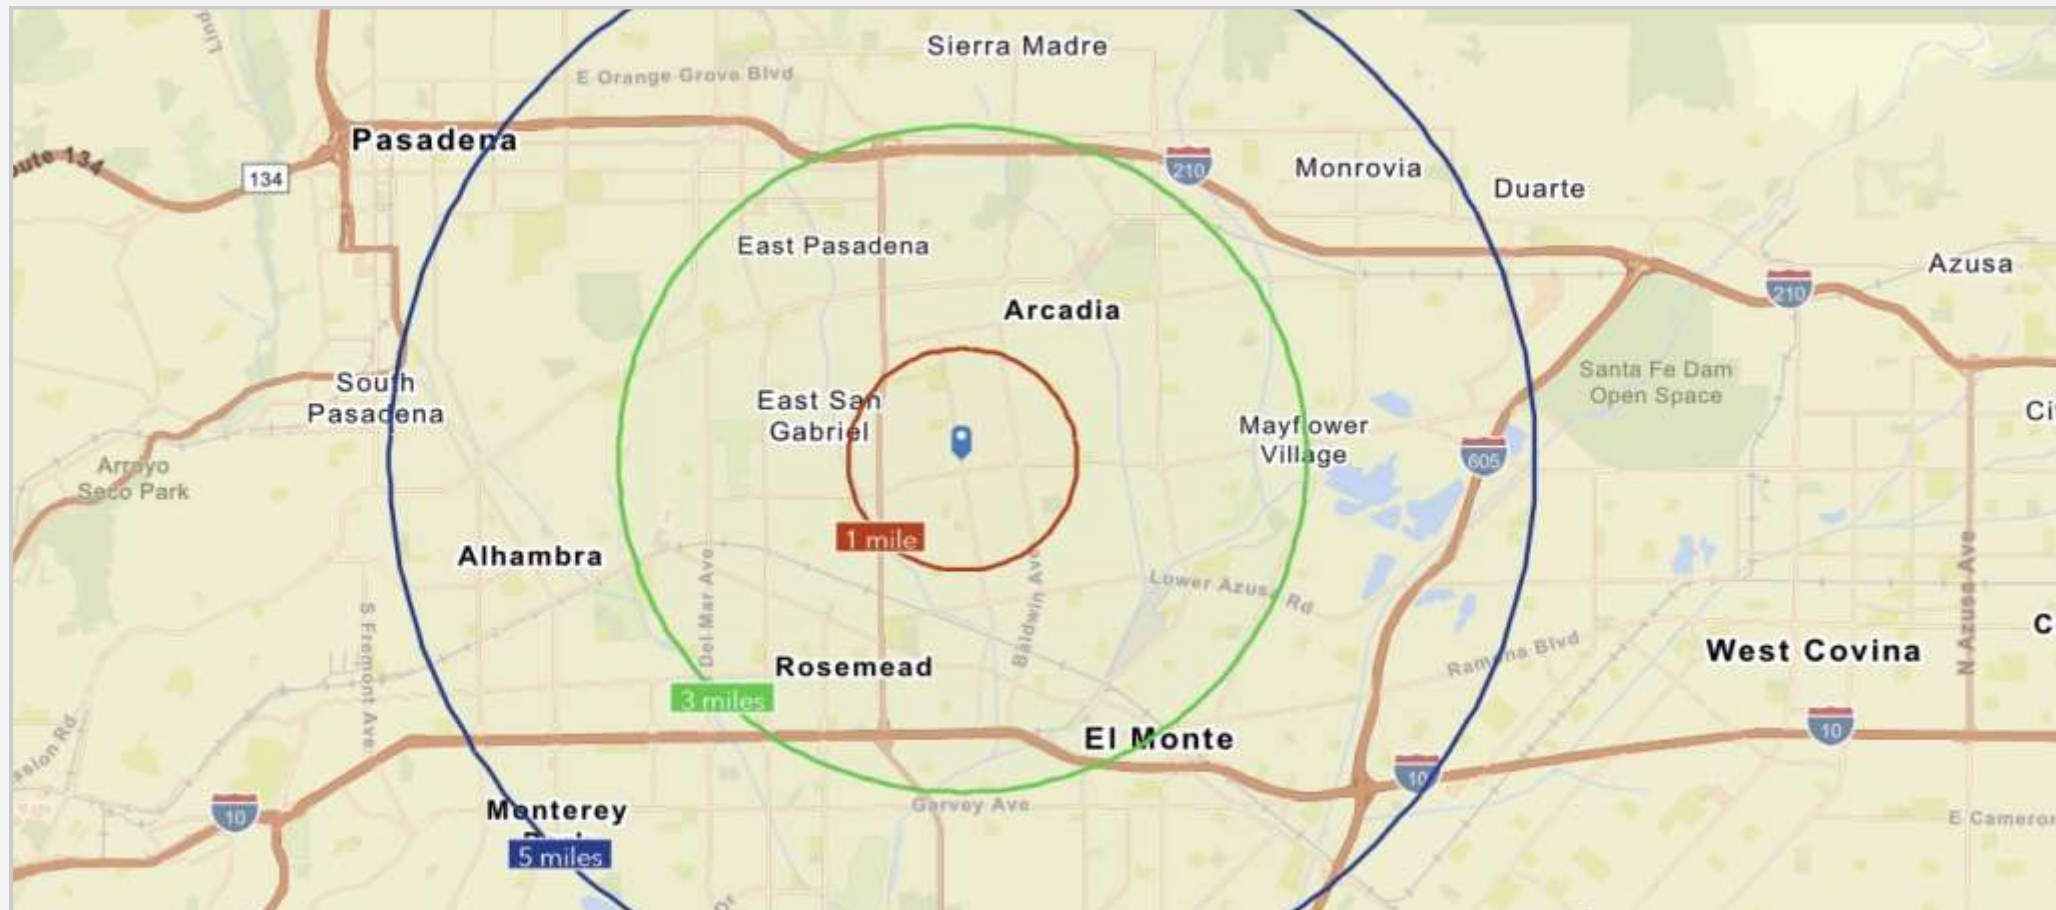 Sierra Madre
E Orange Grove Blvd
Pasadena
134
210
Monrovia
Duarte
East Pasadena
Azusa
210
Arcadia
Santa Fe Dam
Open Space
South
Pasadena
East San
Gabriel
Mayflower
Village
605
Arroyo
Seco Park
1 mile
Alhambra
Lower Azusa Rd
Del Mar Ave
Baldwin Ave
S Fremont Ave
N Azusa Ave
Ramona Blvd
West Covina
Rosemead
3 miles
El Monte
10
10
10
Monterey
Garvey Ave
E Cameron
5 miles